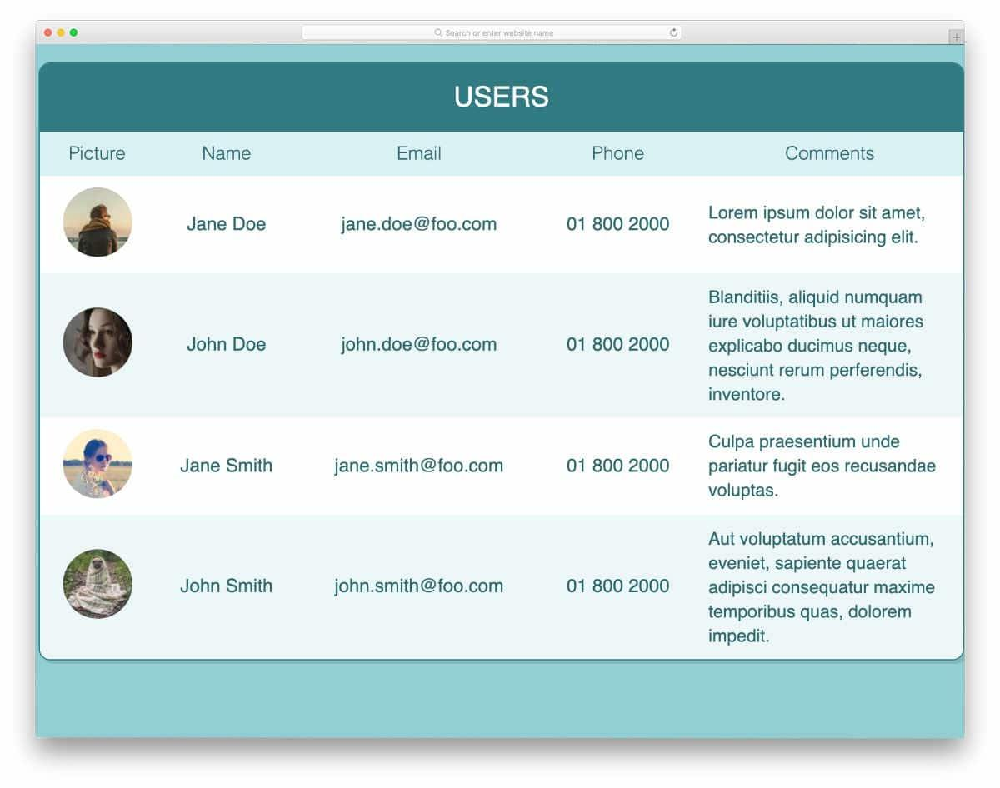 Search or enter website name
USERS
Picture Name Email Phone Comments
Jane Doe jane.doe@foo.com 01 800 2000 Lorem ipsum dolor sit amet,
consectetur adipisicing elit.
John Doe john.doe@foo.com 01 800 2000 Blanditiis, aliquid numquam
iure voluptatibus ut maiores
explicabo ducimus neque,
nesciunt rerum perferendis,
inventore.
Jane Smith jane.smith@foo.com 01 800 2000 Culpa praesentium unde
pariatur fugit eos recusandae
voluptas.
John Smith john.smith@foo.com 01 800 2000 Aut voluptatum accusantium,
eveniet, sapiente quaerat
adipisci consequatur maxime
temporibus quas, dolorem
impedit.